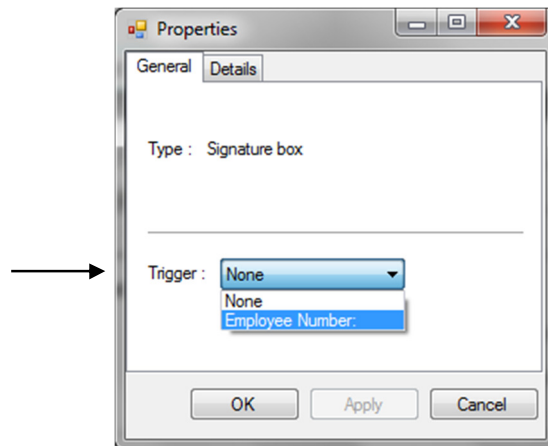 Properties
General Details
Type : Signature box
Trigger : None
None
Employee Number:
OK Apply Cancel